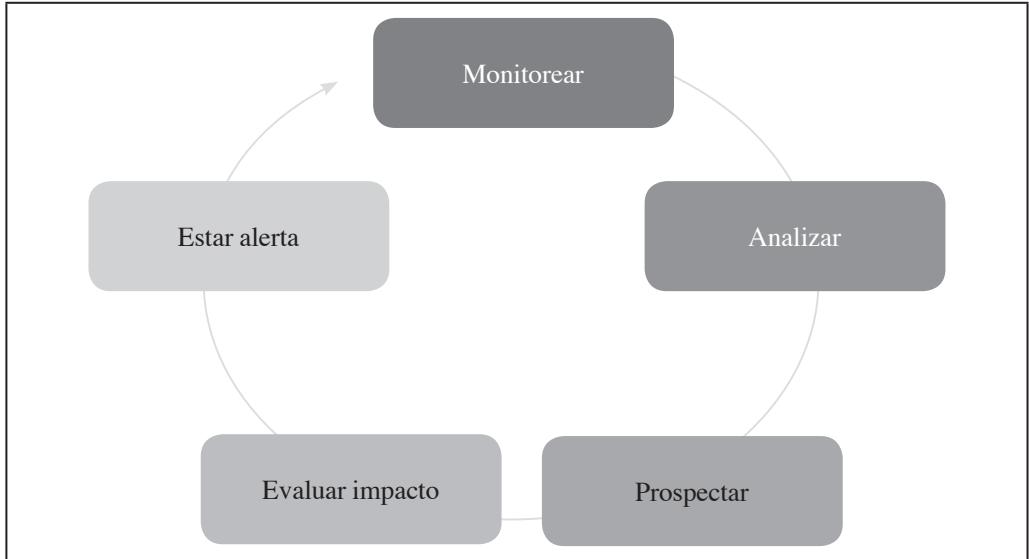 Monitorear
Analizar
Prospectar
Evaluar impacto
Estar alerta